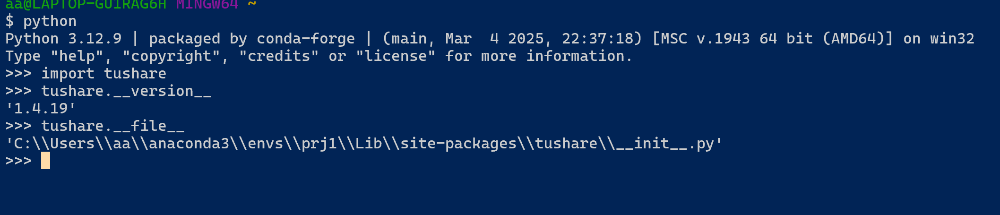 aa@LAPTOP-GU1RAG6H MINGW64 ~
$ python
Python 3.12.9 | packaged by conda-forge | (main, Mar  4 2025, 22:37:18) [MSC v.1943 64 bit (AMD64)] on win32
Type "help", "copyright", "credits" or "license" for more information.
>>> import tushare
>>> tushare.__version__
'1.4.19'
>>> tushare.__file__
'C:\\Users\\aa\\anaconda3\\envs\\prj1\\Lib\\site-packages\\tushare\\__init__.py'
>>>